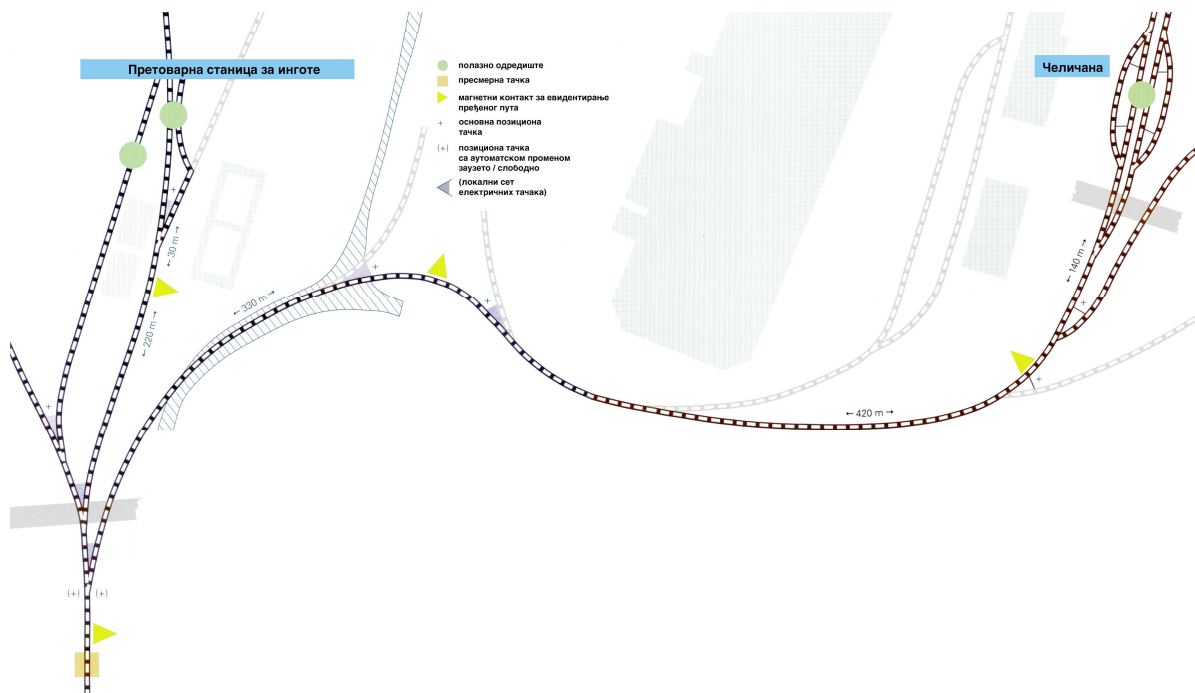 Претоварна станица за инготе
Челичана
полазно одредиште
пресмерна тачка
магнетни контакт за евидентирање
пређеног пута
+ основна позициона
тачка
(+) позициона тачка
са аутоматском променом
заузето / слободно
(локални сет
електричних тачака)
+
← 30 m →
← 220 m →
← 330 m →
+
+
← 140 m →
+
+
← 420 m →
+
(+) (+)